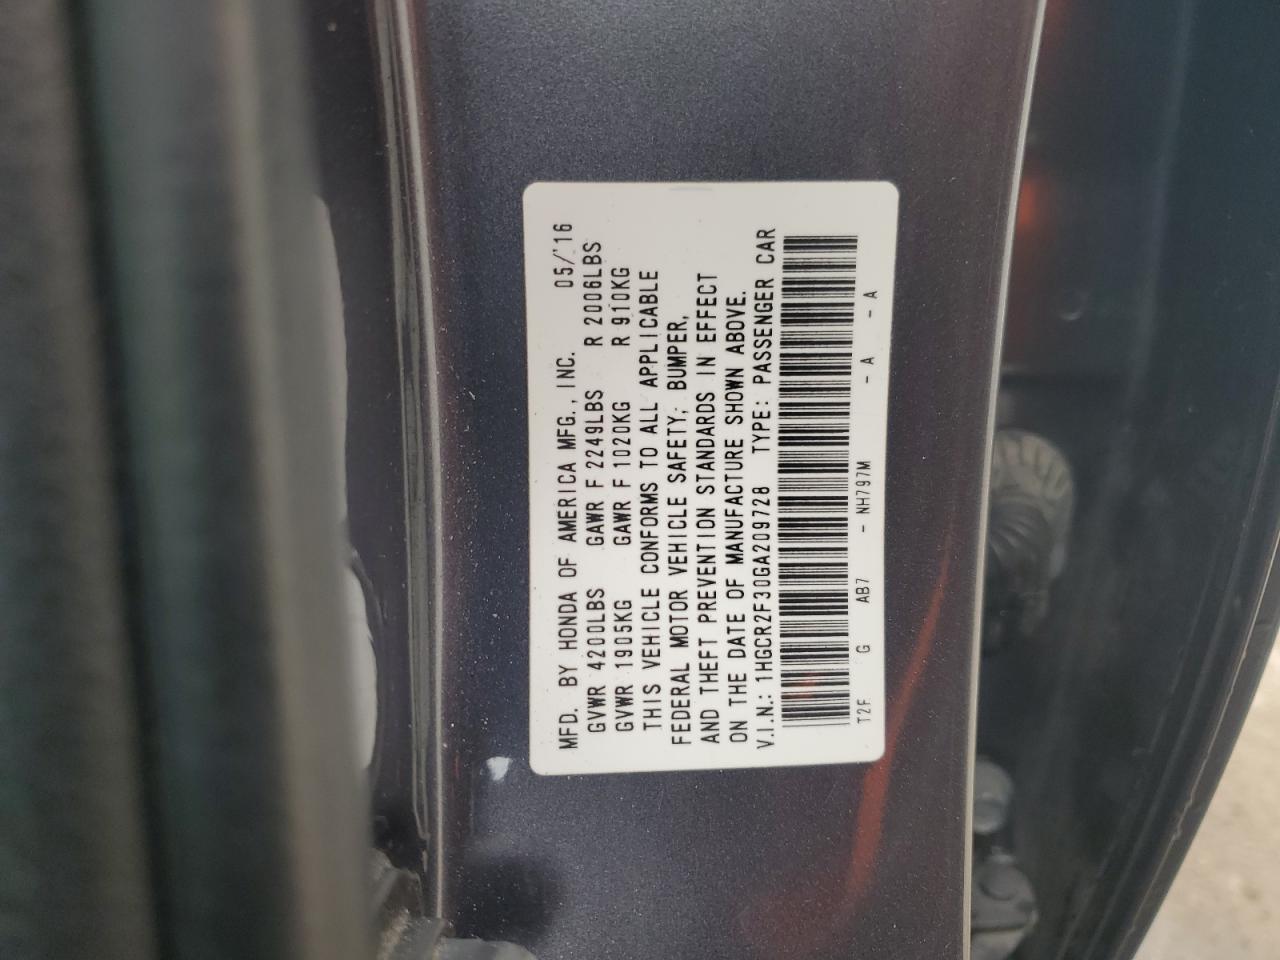 MFD. BY HONDA OF AMERICA MFG., INC. 05/'16
GVWR 4200LBS GAWR F 2249LBS R 2006LBS
GVWR 1905KG GAWR F 1020KG R 910KG
THIS VEHICLE CONFORMS TO ALL APPLICABLE
FEDERAL MOTOR VEHICLE SAFETY, BUMPER,
AND THEFT PREVENTION STANDARDS IN EFFECT
ON THE DATE OF MANUFACTURE SHOWN ABOVE.
V.I.N.: 1HGCR2F30GA209728 TYPE: PASSENGER CAR
T2F G AB7 - NH797M - A - A